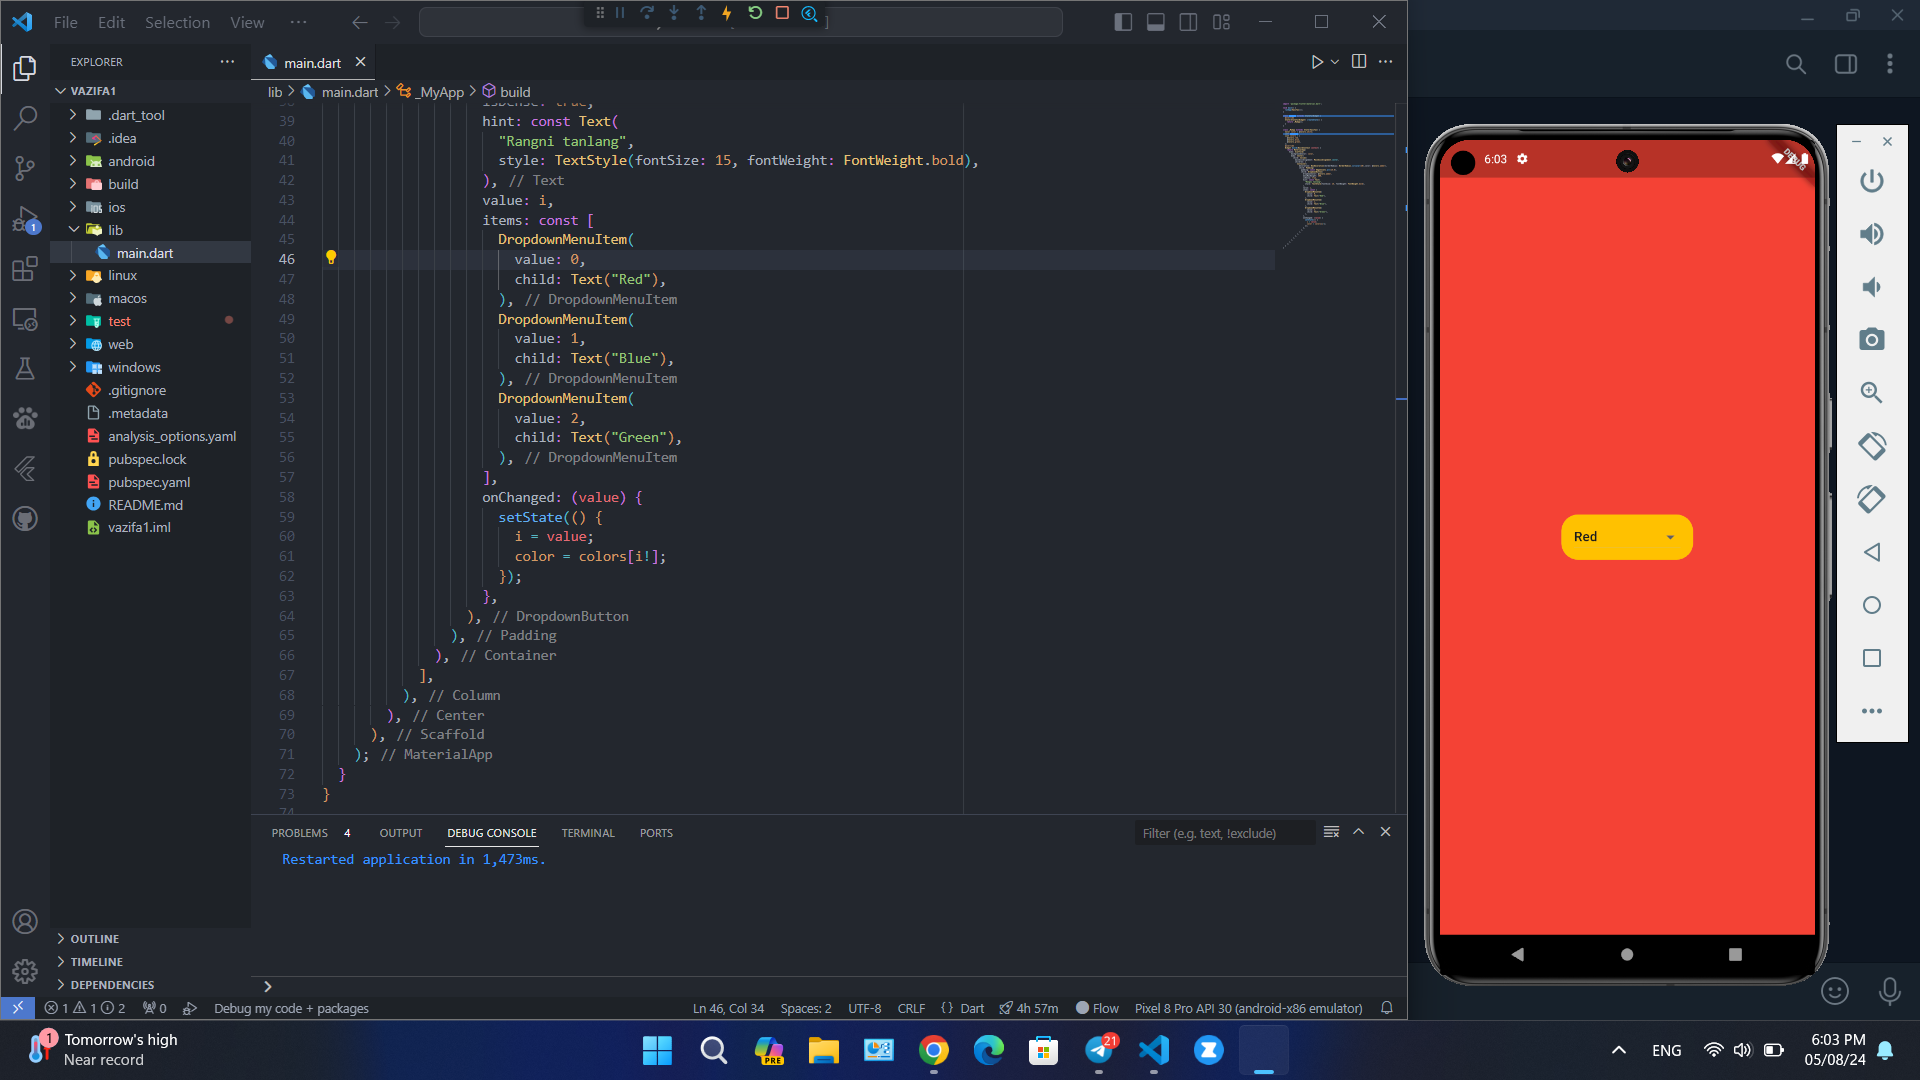 File Edit Selection View ···
EXPLORER
main.dart
VAZIFA1
.dart_tool
.idea
android
build
ios
lib
main.dart
linux
macos
test
web
windows
.gitignore
.metadata
analysis_options.yaml
pubspec.lock
pubspec.yaml
README.md
vazifa1.iml
OUTLINE
TIMELINE
DEPENDENCIES
1
lib > main.dart > _MyApp > build
39 hint: const Text(
40 "Rangni tanlang",
41 style: TextStyle(fontSize: 15, fontWeight: FontWeight.bold),
42 ), // Text
43 value: i,
44 items: const [
45 DropdownMenuItem(
46 value: 0,
47 child: Text("Red"),
48 ), // DropdownMenuItem
49 DropdownMenuItem(
50 value: 1,
51 child: Text("Blue"),
52 ), // DropdownMenuItem
53 DropdownMenuItem(
54 value: 2,
55 child: Text("Green"),
56 ), // DropdownMenuItem
57 ],
58 onChanged: (value) {
59 setState(() {
60 i = value;
61 color = colors[i!];
62 });
63 },
64 ), // DropdownButton
65 ), // Padding
66 ), // Container
67 ],
68 ), // Column
69 ), // Center
70 ), // Scaffold
71 ); // MaterialApp
72 }
73 }
74
PROBLEMS 4 OUTPUT DEBUG CONSOLE TERMINAL PORTS
Filter (e.g. text, !exclude)
Restarted application in 1,473ms.
1 1 2 0 Debug my code + packages
Ln 46, Col 34 Spaces: 2 UTF-8 CRLF {} Dart 4h 57m Flow Pixel 8 Pro API 30 (android-x86 emulator)
6:03
DEBUG
Red
1
Tomorrow's high
Near record
PRE
21
ENG
6:03 PM
05/08/24